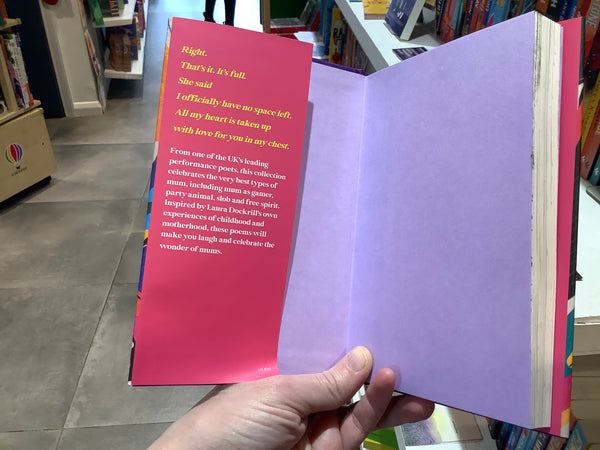 Right.
That's it. It's full.
She said
I officially have no space left.
All my heart is taken up
with love for you in my chest.
From one of the UK's leading
performance poets, this collection
celebrates the very best types of
mum, including mum as gamer,
party animal, slob and free spirit.
Inspired by Laura Dockrill's own
experiences of childhood and
motherhood, these poems will
make you laugh and celebrate the
wonder of mums.